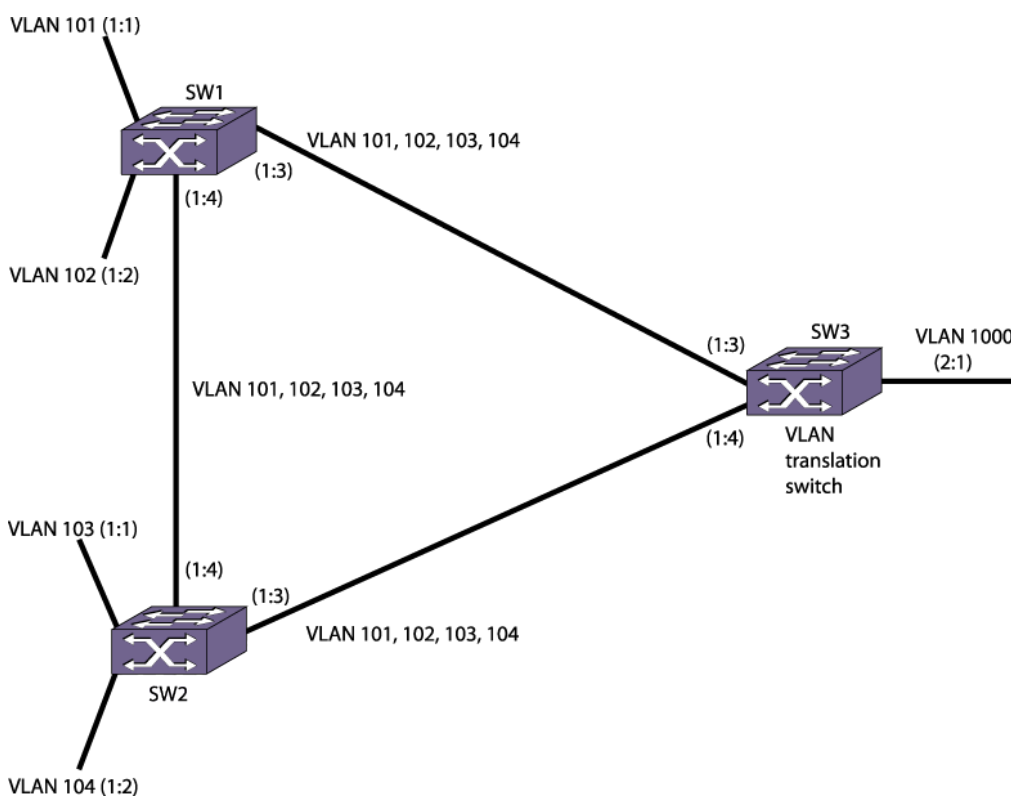 VLAN 101 (1:1)
SW1
VLAN 101, 102, 103, 104
(1:3)
(1:4)
VLAN 102 (1:2)
SW3
(1:3)
VLAN 1000
(2:1)
VLAN 101, 102, 103, 104
(1:4)
VLAN
translation
switch
VLAN 103 (1:1)
(1:4)
(1:3)
VLAN 101, 102, 103, 104
SW2
VLAN 104 (1:2)